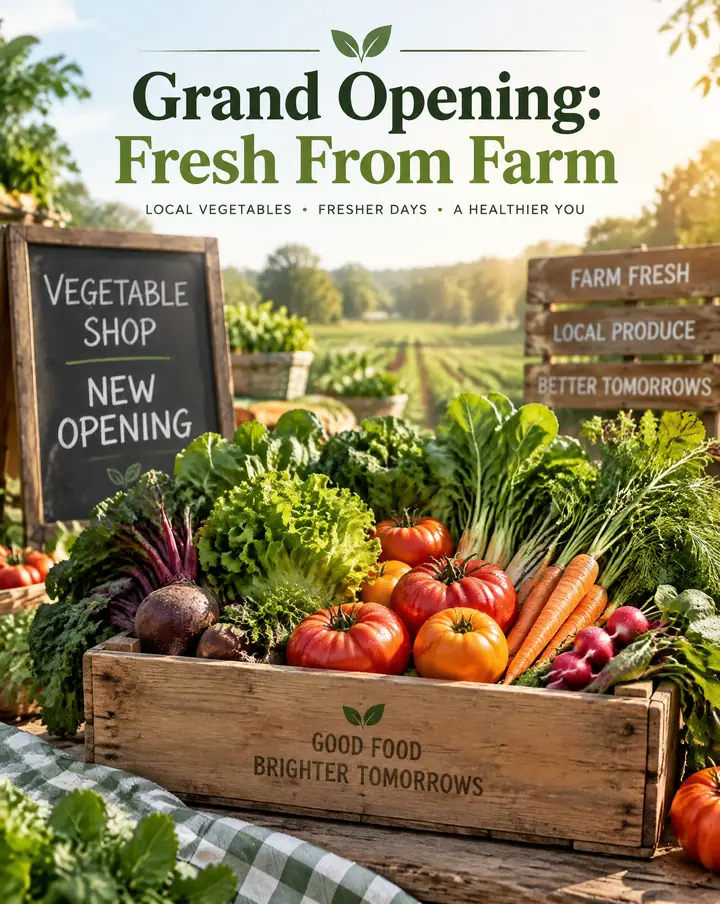 Grand Opening:
Fresh From Farm
LOCAL VEGETABLES • FRESHER DAYS • A HEALTHIER YOU
VEGETABLE
SHOP
NEW
OPENING
FARM FRESH
LOCAL PRODUCE
BETTER TOMORROWS
GOOD FOOD
BRIGHTER TOMORROWS